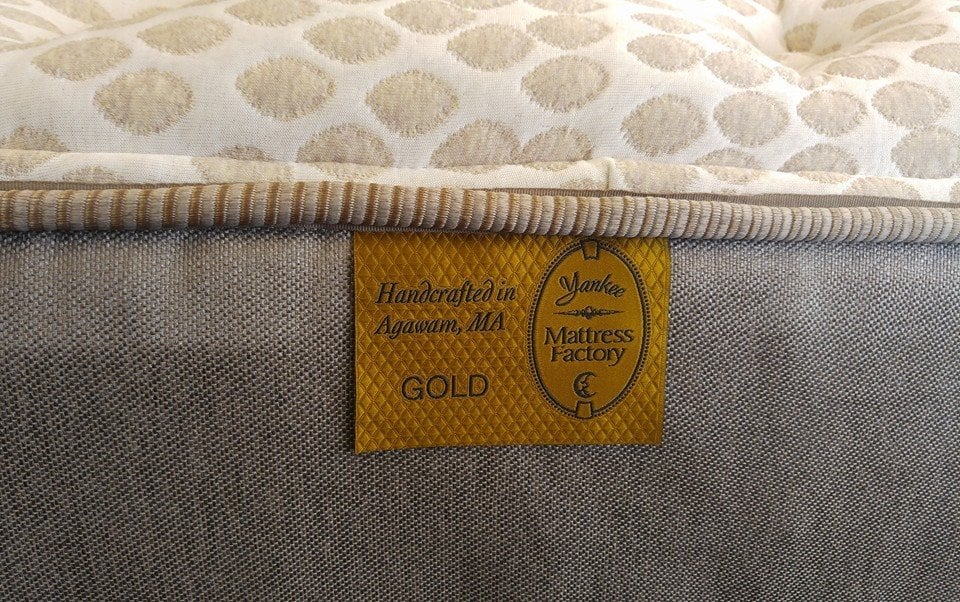 Handcrafted in
Agawam, MA
GOLD
Yankee
Mattress
Factory